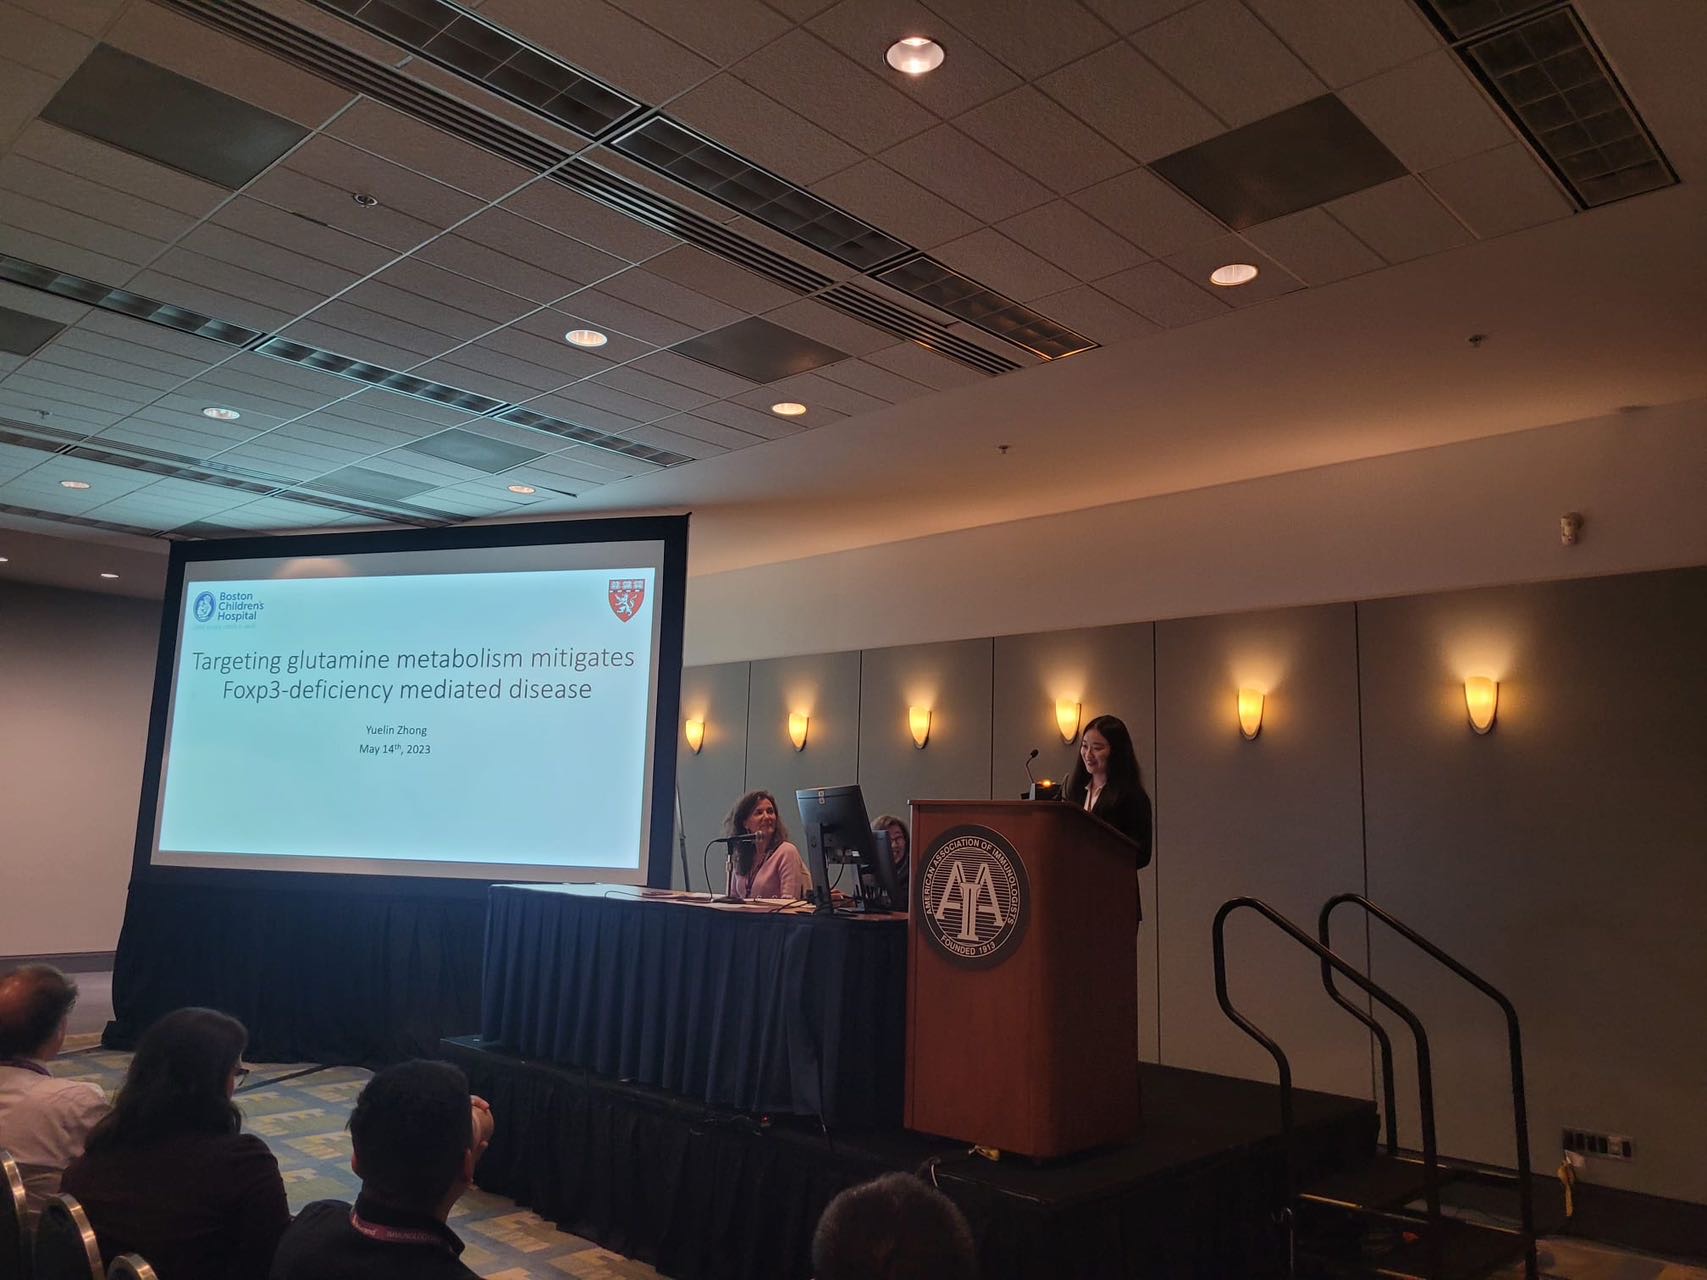 Boston
Children's
Hospital
Targeting glutamine metabolism mitigates
Foxp3-deficiency mediated disease
Yuelin Zhong
May 14th, 2023
AMERICAN ASSOCIATION OF IMMUNOLOGISTS
AAI
FOUNDED 1913